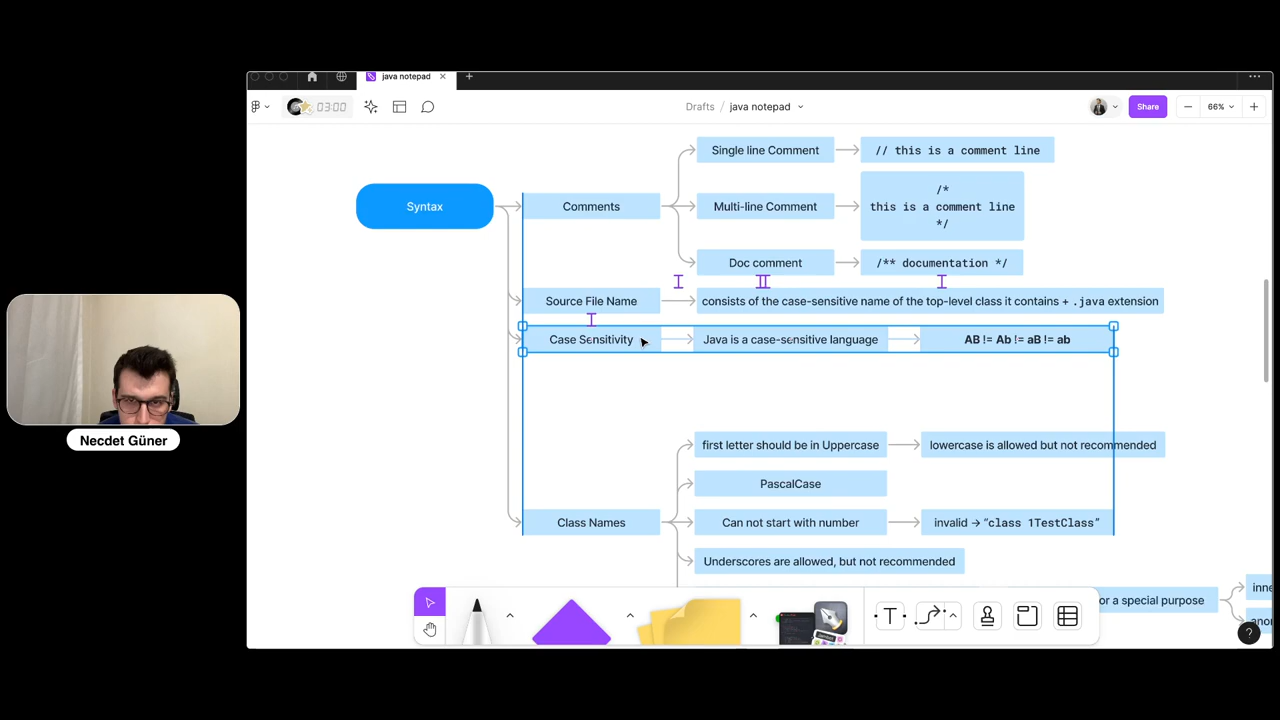 java notepad
03:00
Drafts / java notepad
Share
66%
Single line Comment
// this is a comment line
Syntax
Comments
Multi-line Comment
/*
this is a comment line
*/
Doc comment
/** documentation */
Source File Name
consists of the case-sensitive name of the top-level class it contains + .java extension
Case Sensitivity
Java is a case-sensitive language
AB != Ab != aB != ab
Necdet Güner
first letter should be in Uppercase
lowercase is allowed but not recommended
PascalCase
Class Names
Can not start with number
invalid → “class 1TestClass”
Underscores are allowed, but not recommended
or a special purpose
inne
anor
T
?